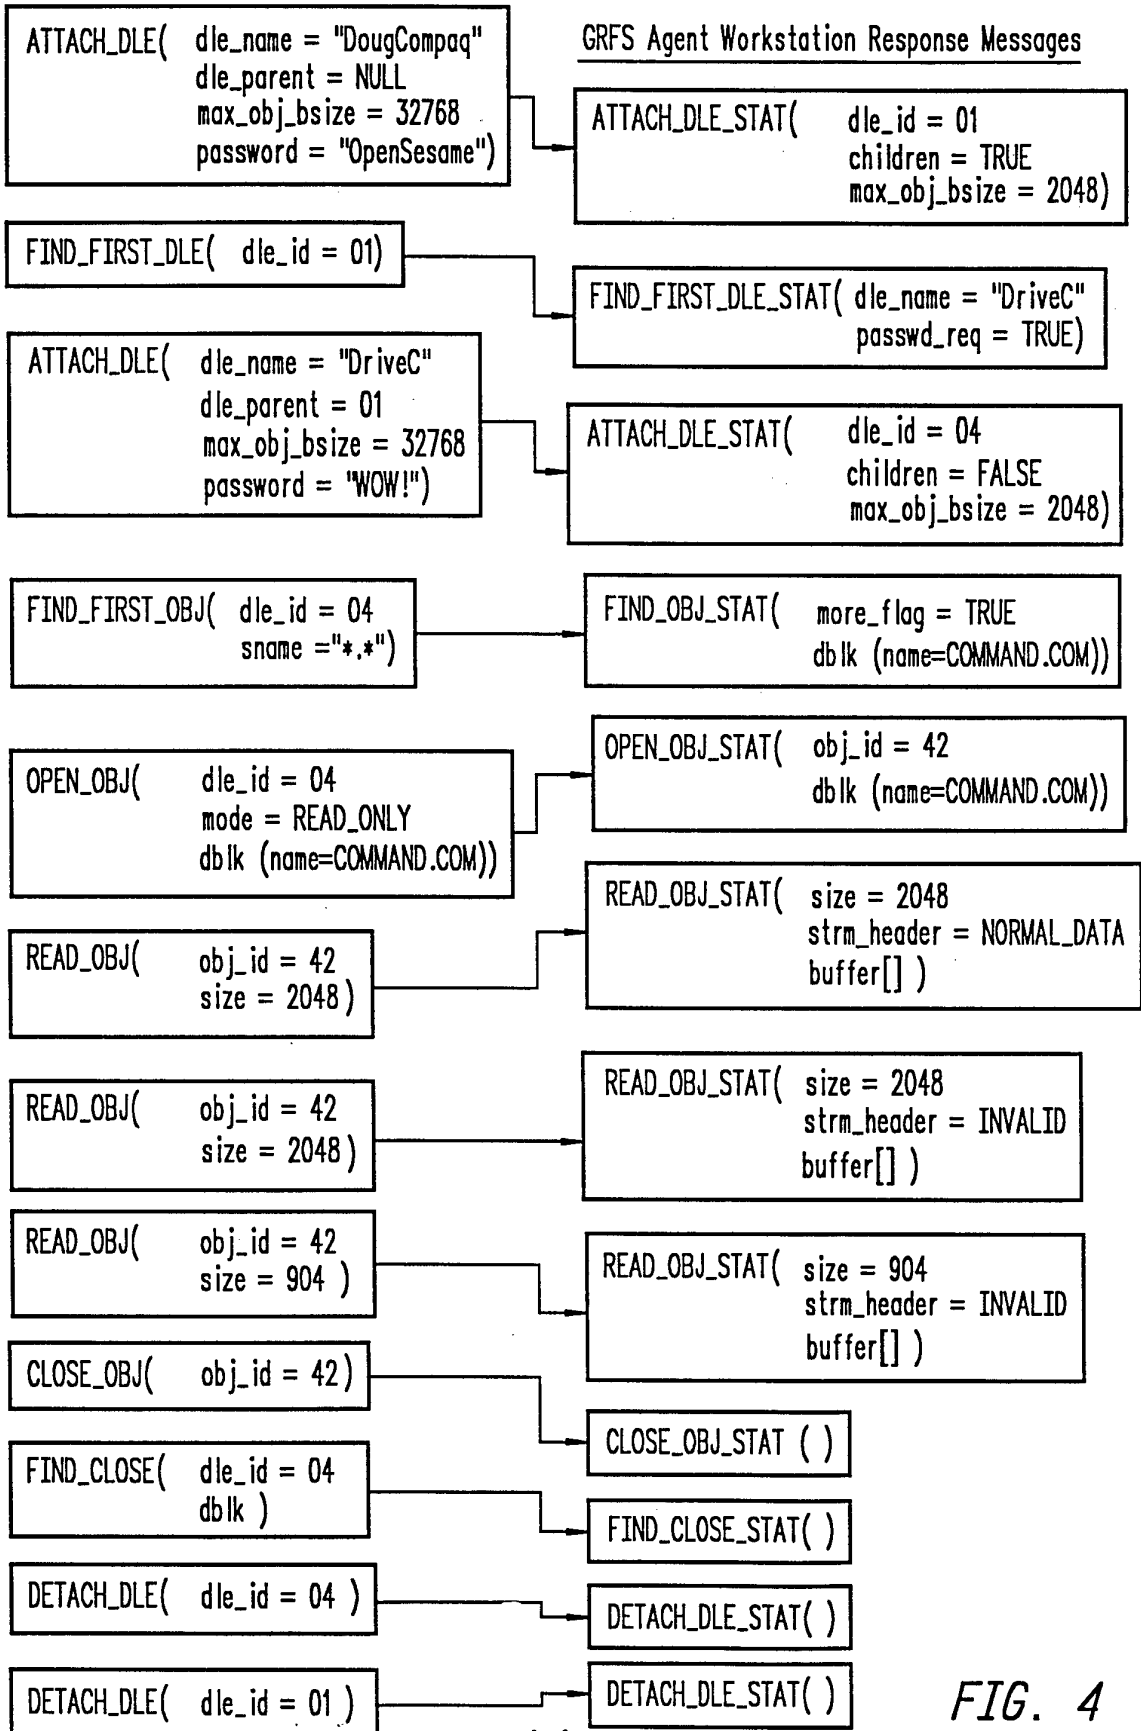 GRFS Agent Workstation Response Messages
ATTACH_DLE( dle_name = "DougCompaq"
dle_parent = NULL
max_obj_bsize = 32768
password = "OpenSesame")
ATTACH_DLE_STAT( dle_id = 01
children = TRUE
max_obj_bsize = 2048)
FIND_FIRST_DLE( dle_id = 01)
FIND_FIRST_DLE_STAT( dle_name = "DriveC"
passwd_req = TRUE)
ATTACH_DLE( dle_name = "DriveC"
dle_parent = 01
max_obj_bsize = 32768
password = "WOW!")
ATTACH_DLE_STAT( dle_id = 04
children = FALSE
max_obj_bsize = 2048)
FIND_FIRST_OBJ( dle_id = 04
sname ="*.*")
FIND_OBJ_STAT( more_flag = TRUE
dblk (name=COMMAND.COM))
OPEN_OBJ( dle_id = 04
mode = READ_ONLY
dblk (name=COMMAND.COM))
OPEN_OBJ_STAT( obj_id = 42
dblk (name=COMMAND.COM))
READ_OBJ( obj_id = 42
size = 2048 )
READ_OBJ_STAT( size = 2048
strm_header = NORMAL_DATA
buffer[] )
READ_OBJ( obj_id = 42
size = 2048 )
READ_OBJ_STAT( size = 2048
strm_header = INVALID
buffer[] )
READ_OBJ( obj_id = 42
size = 904 )
READ_OBJ_STAT( size = 904
strm_header = INVALID
buffer[] )
CLOSE_OBJ( obj_id = 42 )
CLOSE_OBJ_STAT ( )
FIND_CLOSE( dle_id = 04
dblk )
FIND_CLOSE_STAT( )
DETACH_DLE( dle_id = 04 )
DETACH_DLE_STAT( )
DETACH_DLE( dle_id = 01 )
DETACH_DLE_STAT( )
FIG. 4